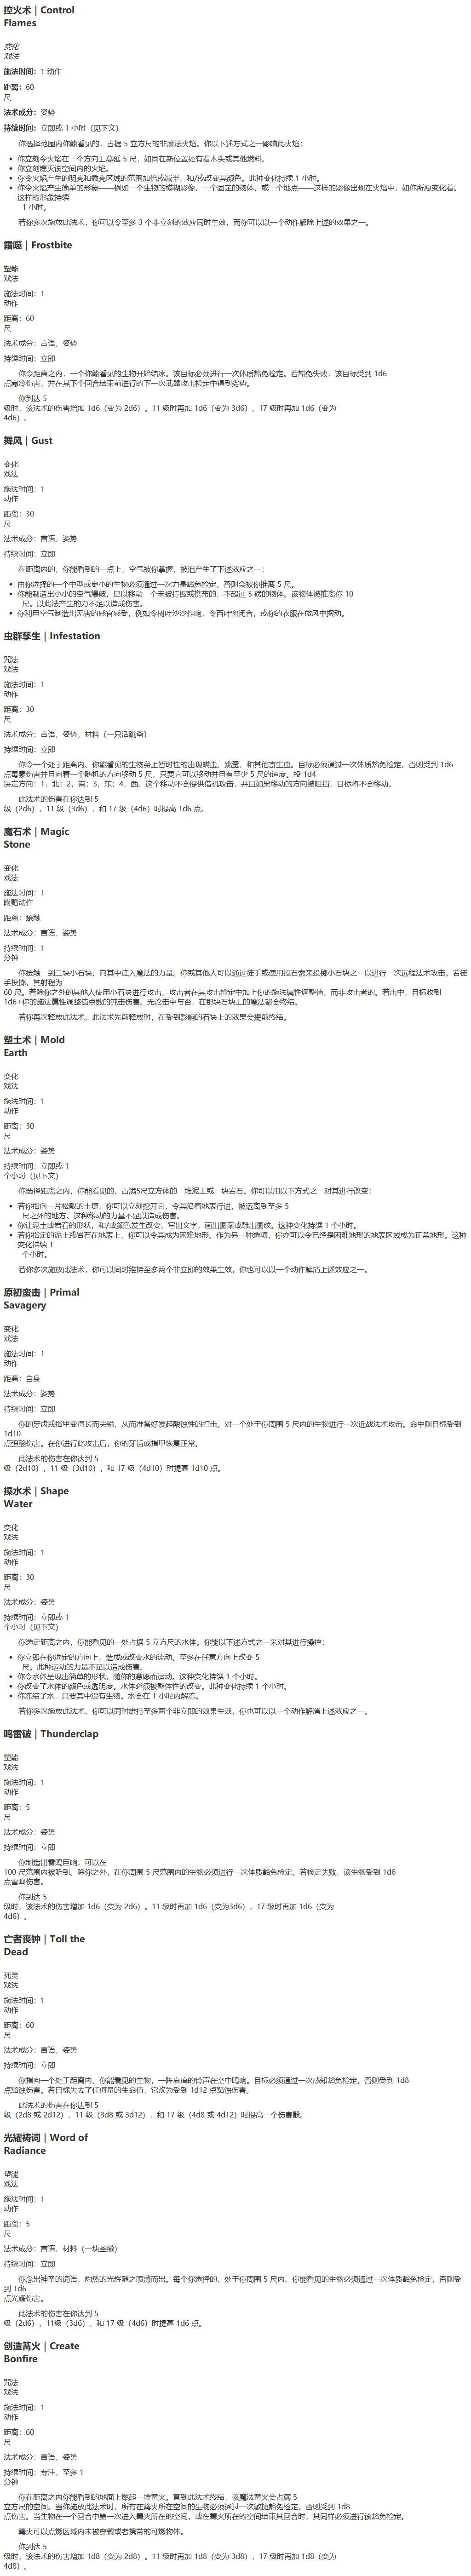 控火术｜Control
Flames
变化
戏法
施法时间：1 动作
距离：60
尺
法术成分：姿势
持续时间：立即或 1 小时（见下文）
你选择范围内你能看见的，占据 5 立方尺的非魔法火焰。你以下述方式之一影响此火焰：
• 你立刻令火焰在一个方向上蔓延 5 尺，如同在新位置处有着木头或其他燃料。
• 你立刻熄灭该空间内的火焰。
• 你令火焰产生的明亮和微亮区域的范围加倍或减半，和/或改变其颜色。此种变化持续 1 小时。
• 你令火焰产生简单的形象——例如一个生物的模糊影像，一个固定的物体，或一个地点——这样的影像出现在火焰中，如你所愿变化着。
这样的形象持续
1 小时。
若你多次施放此法术，你可以令至多 3 个非立刻的效应同时生效，而你可以以一个动作解除上述的效果之一。
霜噬｜Frostbite
塑能
戏法
施法时间：1
动作
距离：60
尺
法术成分：言语，姿势
持续时间：立即
你令距离之内，一个你能看见的生物开始结冰。该目标必须进行一次体质豁免检定。若豁免失败，该目标受到 1d6
点寒冷伤害，并在其下个回合结束前进行的下一次武器攻击检定中得到劣势。
你到达 5
级时，该法术的伤害增加 1d6（变为 2d6）。11 级时再加 1d6（变为 3d6），17 级时再加 1d6（变为
4d6）。
舞风｜Gust
变化
戏法
施法时间：1
动作
距离：30
尺
法术成分：言语，姿势
持续时间：立即
在距离内的，你能看到的一点上，空气被你掌握，被迫产生了下述效应之一：
• 由你选择的一个中型或更小的生物必须通过一次力量豁免检定，否则会被你推离 5 尺。
• 你能制造出小小的空气爆破，足以移动一个未被持握或携带的，不超过 5 磅的物体。该物体被推离你 10
尺。以此法产生的力不足以造成伤害。
• 你利用空气制造出无害的感官感受，例如令树叶沙沙作响，令百叶窗闭合，或你的衣服在微风中摆动。
虫群孳生｜Infestation
咒法
戏法
施法时间：1
动作
距离：30
尺
法术成分：言语，姿势，材料（一只活跳蚤）
持续时间：立即
你令一个处于距离内、你能看见的生物身上暂时性的出现螨虫、跳蚤、和其他寄生虫。目标必须通过一次体质豁免检定，否则受到 1d6
点毒素伤害并且向着一个随机的方向移动 5 尺，只要它可以移动并且有至少 5 尺的速度。投 1d4
决定方向：1，北；2，南；3，东；4，西。这个移动不会提供借机攻击，并且如果移动的方向被阻挡，目标将不会移动。
此法术的伤害在你达到 5
级（2d6），11 级（3d6），和 17 级（4d6）时提高 1d6 点。
魔石术｜Magic
Stone
变化
戏法
施法时间：1
附赠动作
距离：接触
法术成分：言语，姿势
持续时间：1
分钟
你接触一到三块小石块，向其中注入魔法的力量。你或其他人可以通过徒手或使用投石索来投掷小石块之一以进行一次远程法术攻击。若徒
手投掷，其射程为
60 尺。若除你之外的其他人使用小石块进行攻击，攻击者在其攻击检定中加上你的施法属性调整值，而非攻击者的。若击中，目标收到
1d6+你的施法属性调整值点数的钝击伤害。无论击中与否，在那块石块上的魔法都会终结。
若你再次释放此法术，此法术先前释放时，在受到影响的石块上的效果会提前终结。
塑土术｜Mold
Earth
变化
戏法
施法时间：1
动作
距离：30
尺
法术成分：姿势
持续时间：立即或 1
个小时（见下文）
你选择距离之内，你能看见的，占满5尺立方体的一堆泥土或一块岩石。你可以用以下方式之一对其进行改变：
• 若你指向一片松散的土壤，你可以立刻挖开它，令其沿着地表行进，被运离到至多 5
尺之外的地方。这种移动的力量不足以造成伤害。
• 你让泥土或岩石的形状，和/或颜色发生改变，写出文字，画出图案或雕出图纹。这种变化持续 1 个小时。
• 若你指定的泥土或岩石在地表上，你可以令其成为困难地形。作为另一种选项，你亦可以令已经是困难地形的地表区域成为正常地形。这种
变化持续 1
个小时。
若你多次施放此法术，你可以同时维持至多两个非立即的效果生效，你也可以以一个动作解消上述效应之一。
原初蛮击｜Primal
Savagery
变化
戏法
施法时间：1
动作
距离：自身
法术成分：姿势
持续时间：立即
你的牙齿或指甲变得长而尖锐，从而准备好发起酸蚀性的打击。对一个处于你周围 5 尺内的生物进行一次近战法术攻击。命中则目标受到
1d10
点强酸伤害。在你进行此攻击后，你的牙齿或指甲恢复正常。
此法术的伤害在你达到 5
级（2d10），11 级（3d10），和 17 级（4d10）时提高 1d10 点。
操水术｜Shape
Water
变化
戏法
施法时间：1
动作
距离：30
尺
法术成分：姿势
持续时间：立即或 1
个小时（见下文）
你选定距离之内，你能看见的一处占据 5 立方尺的水体。你能以下述方式之一来对其进行操控：
• 你立即在你选定的方向上，造成或改变水的流动，至多在任意方向上改变 5
尺。此种运动的力量不足以造成伤害。
• 你令水体呈现出简单的形状，随你的意愿而运动。这种变化持续 1 个小时。
• 你改变了水体的颜色或透明度。水体必须被整体性的改变。此种变化持续 1 个小时。
• 你冻结了水，只要其中没有生物。水会在 1 小时内解冻。
若你多次施放此法术，你可以同时维持至多两个非立即的效果生效，你也可以以一个动作解消上述效应之一。
鸣雷破｜Thunderclap
塑能
戏法
施法时间：1
动作
距离：5
尺
法术成分：姿势
持续时间：立即
你制造出雷鸣巨响，可以在
100 尺范围内被听到。除你之外，在你周围 5 尺范围内的生物必须进行一次体质豁免检定。若检定失败，该生物受到 1d6
点雷鸣伤害。
你到达 5
级时，该法术的伤害增加 1d6（变为 2d6）。11 级时再加 1d6（变为3d6），17 级时再加 1d6（变为
4d6）。
亡者丧钟｜Toll the
Dead
死灵
戏法
施法时间：1
动作
距离：60
尺
法术成分：言语，姿势
持续时间：立即
你指向一个处于距离内、你能看见的生物，一阵哀痛的铃声在空中鸣响。目标必须通过一次感知豁免检定，否则受到 1d8
点黯蚀伤害。若目标失去了任何量的生命值，它改为受到 1d12 点黯蚀伤害。
此法术的伤害在你达到 5
级（2d8 或 2d12），11 级（3d8 或 3d12），和 17 级（4d8 或 4d12）时提高一个伤害骰。
光耀祷词｜Word of
Radiance
塑能
戏法
施法时间：1
动作
距离：5
尺
法术成分：言语，材料（一块圣徽）
持续时间：立即
你念出神圣的词语，灼热的光辉随之喷薄而出。每个你选择的、处于你周围 5 尺内、你能看见的生物必须通过一次体质豁免检定，否则受
到 1d6
点光耀伤害。
此法术的伤害在你达到 5
级（2d6），11级（3d6），和 17 级（4d6）时提高 1d6 点。
创造篝火｜Create
Bonfire
咒法
戏法
施法时间：1
动作
距离：60
尺
法术成分：言语，姿势
持续时间：专注，至多 1
分钟
你在距离之内你能看到的地面上燃起一堆篝火。直到此法术终结，该魔法篝火会占满 5
立方尺的空间。当你施放此法术时，所有在篝火所在空间的生物必须通过一次敏捷豁免检定，否则受到 1d8
点伤害。当生物在一个回合中第一次进入篝火所在的空间，或在篝火所在的空间结束其回合时，其同样必须进行该豁免检定。
篝火可以点燃区域内未被穿戴或者携带的可燃物体。
你到达 5
级时，该法术的伤害增加 1d8（变为 2d8）。11 级时再加 1d8（变为 3d8），17 级时再加 1d8（变为
4d8）。